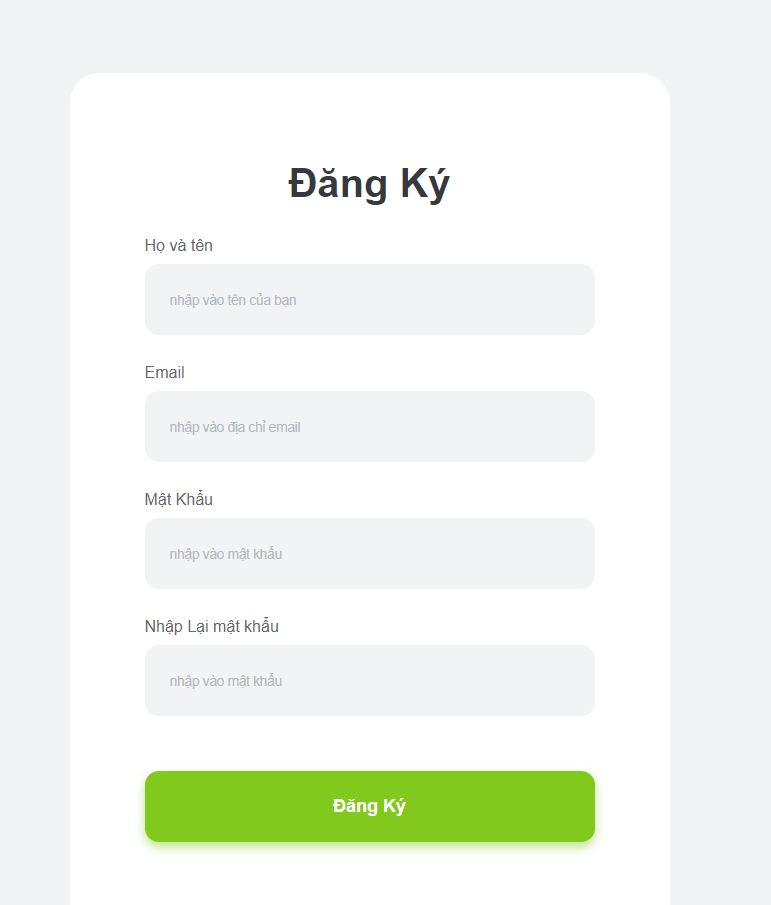 Đăng Ký
Họ và tên
nhập vào tên của bạn
Email
nhập vào địa chỉ email
Mật Khẩu
nhập vào mật khẩu
Nhập Lại mật khẩu
nhập vào mật khẩu
Đăng Ký